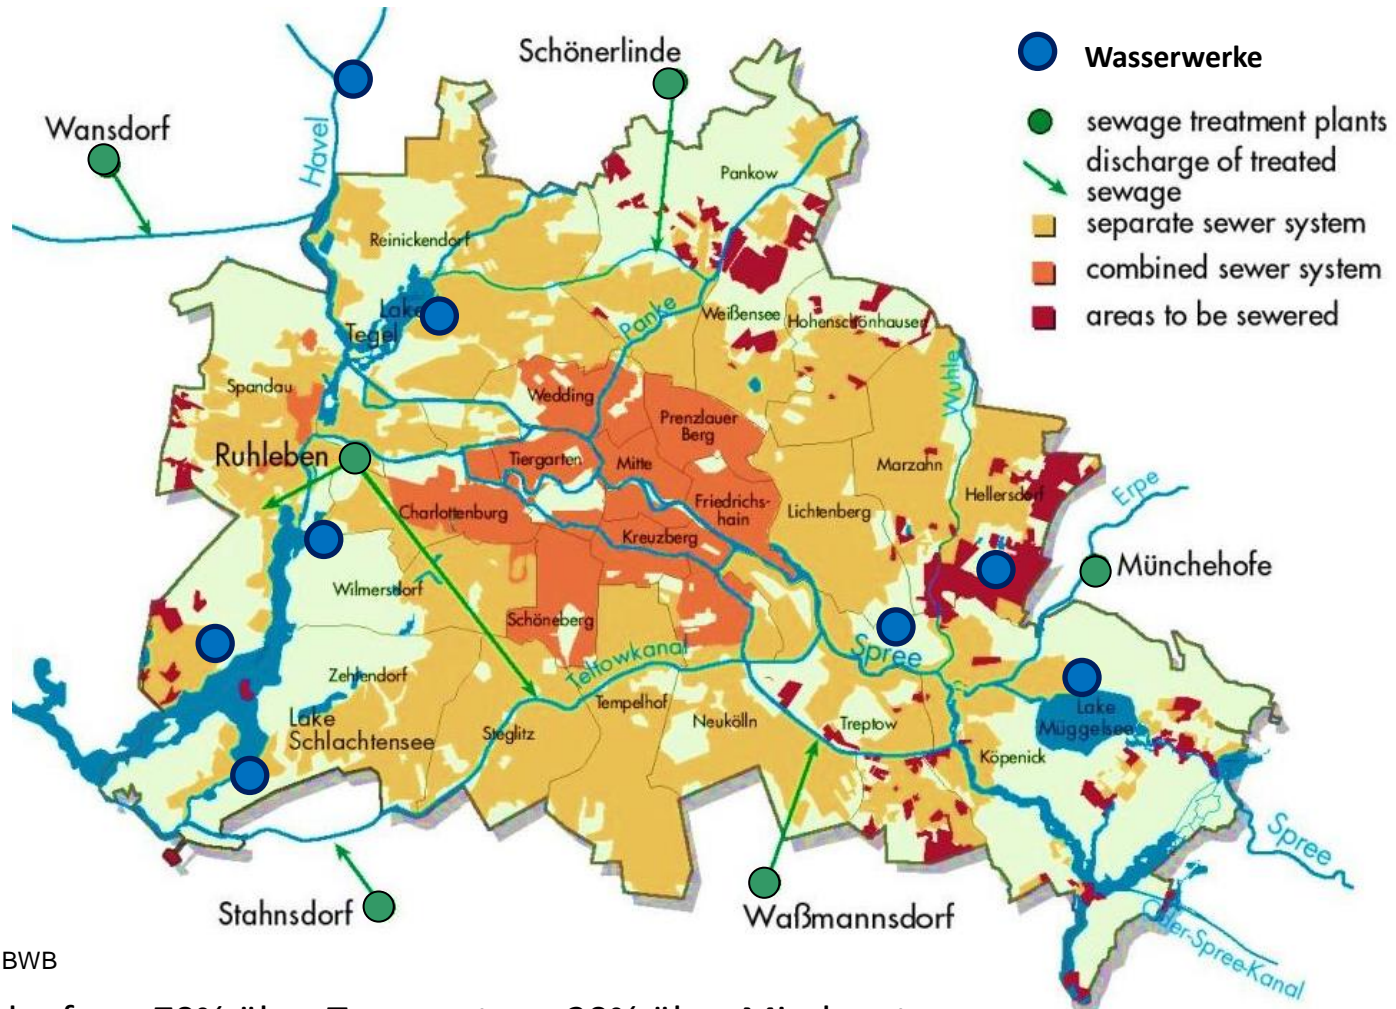 Schönerlinde
Wasserwerke
Wansdorf
Havel
sewage treatment plants
discharge of treated
sewage
separate sewer system
combined sewer system
areas to be sewered
Pankow
Reinickendorf
Lake
Tegel
Panke
Weißensee
Hohenschönhausen
Wuhle
Spandau
Wedding
Prenzlauer
Berg
Ruhleben
Tiergarten
Mitte
Marzahn
Hellersdorf
Erpe
Charlottenburg
Friedrichs-
hain
Lichtenberg
Kreuzberg
Münchehofe
Wilmersdorf
Schöneberg
Spree
Teltowkanal
Zehlendorf
Tempelhof
Lake
Schlachtensee
Steglitz
Neukölln
Treptow
Lake
Müggelsee
Köpenick
Spree
Stahnsdorf
Waßmannsdorf
Oder-Spree-Kanal
BWB